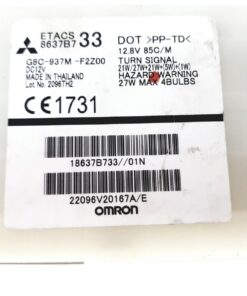 ETACS
8637B7 33
G8C-937M -F2Z00
DC12V
MADE IN THAILAND
Lot No. 2096TH2
CE1731
DOT >PP-TD<
12.8V 85C/M
TURN SIGNAL
21W/27W+21W+(5W)+(1W)
HAZARD WARNING
27W MAX 4BULBS
18637B733//01N
22096V20167A/E
OMRON